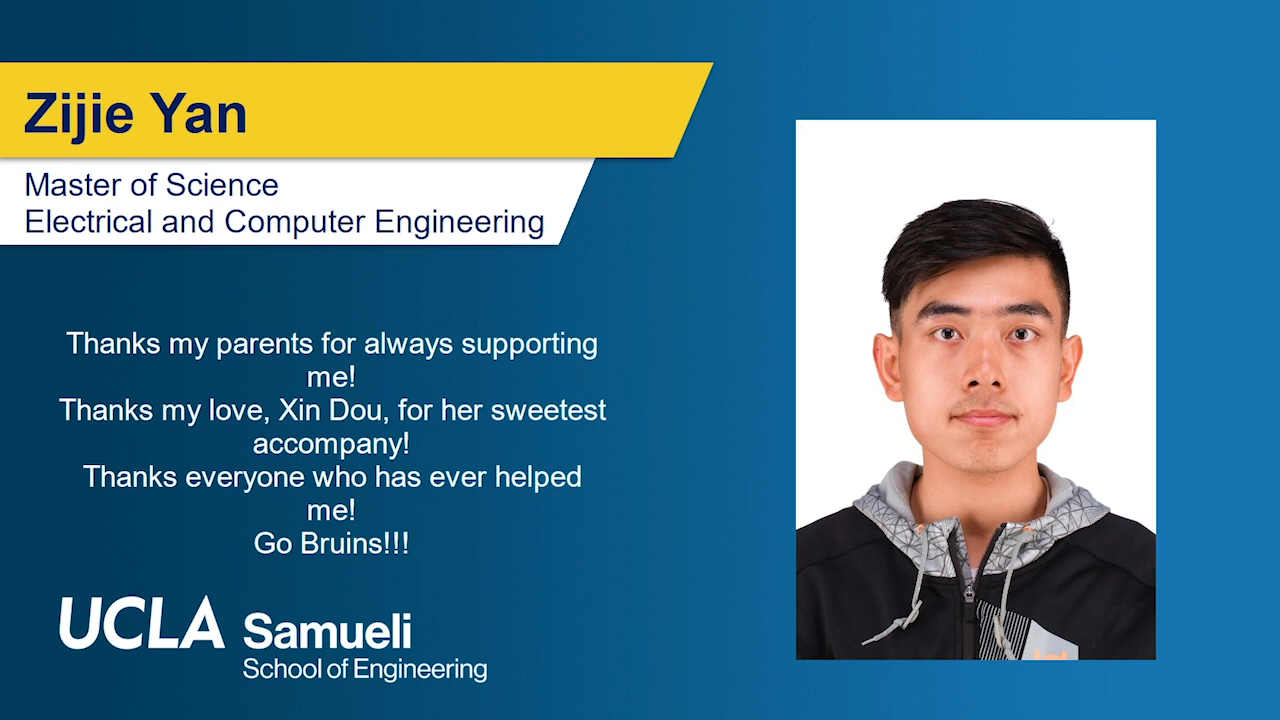 Zijie Yan
Master of Science
Electrical and Computer Engineering
Thanks my parents for always supporting
me!
Thanks my love, Xin Dou, for her sweetest
accompany!
Thanks everyone who has ever helped
me!
Go Bruins!!!
UCLA Samueli
School of Engineering